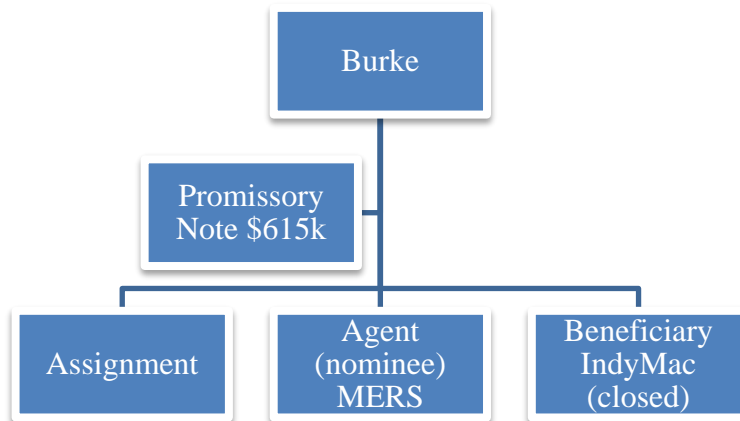 Burke
Promissory
Note $615k
Assignment
Agent
(nominee)
MERS
Beneficiary
IndyMac
(closed)